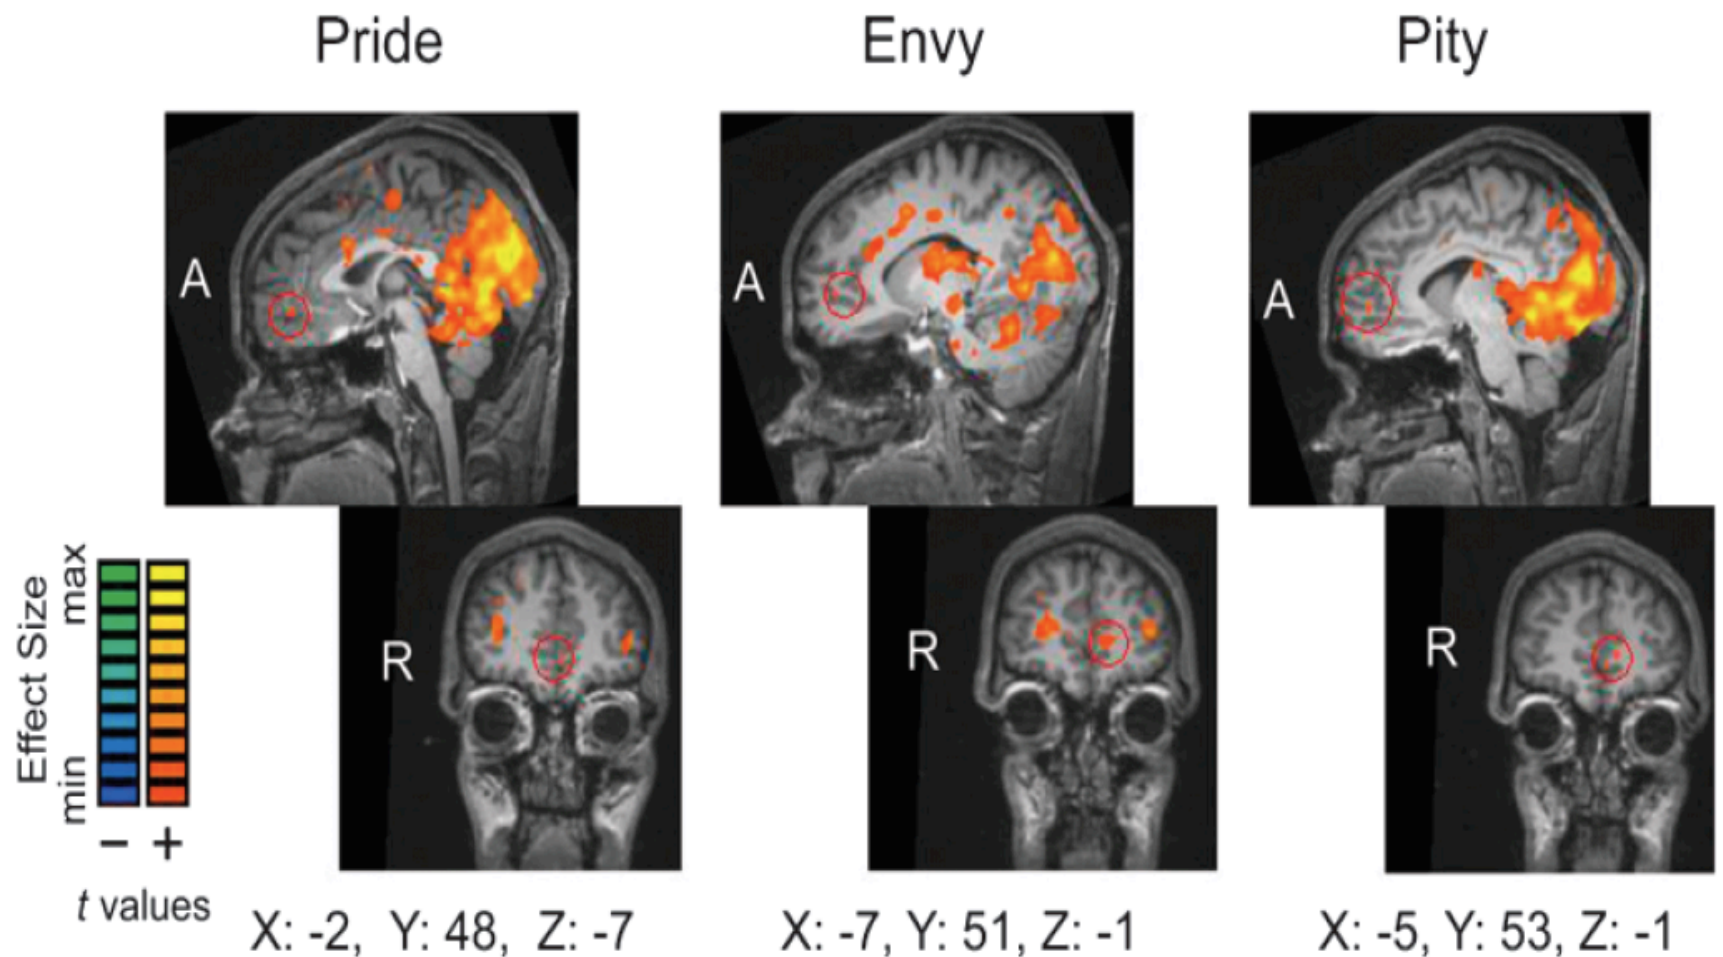 Pride
Envy
Pity
A
A
A
R
R
R
Effect Size
max
min
– +
t values
X: -2, Y: 48, Z: -7
X: -7, Y: 51, Z: -1
X: -5, Y: 53, Z: -1